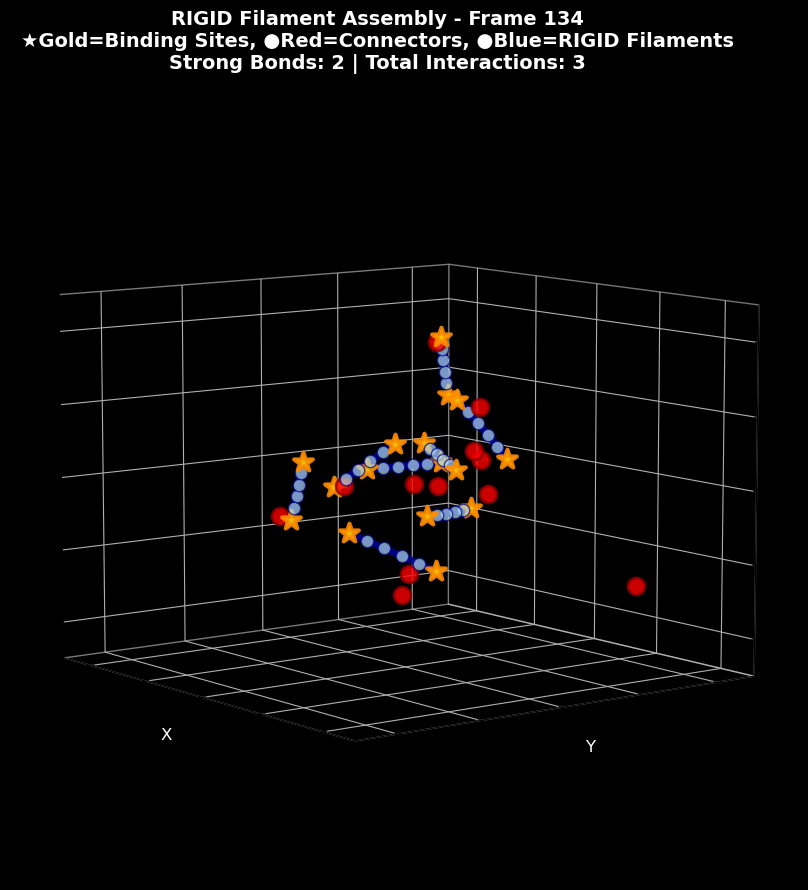 RIGID Filament Assembly - Frame 134
★Gold=Binding Sites, ●Red=Connectors, ●Blue=RIGID Filaments
Strong Bonds: 2 | Total Interactions: 3
X
Y